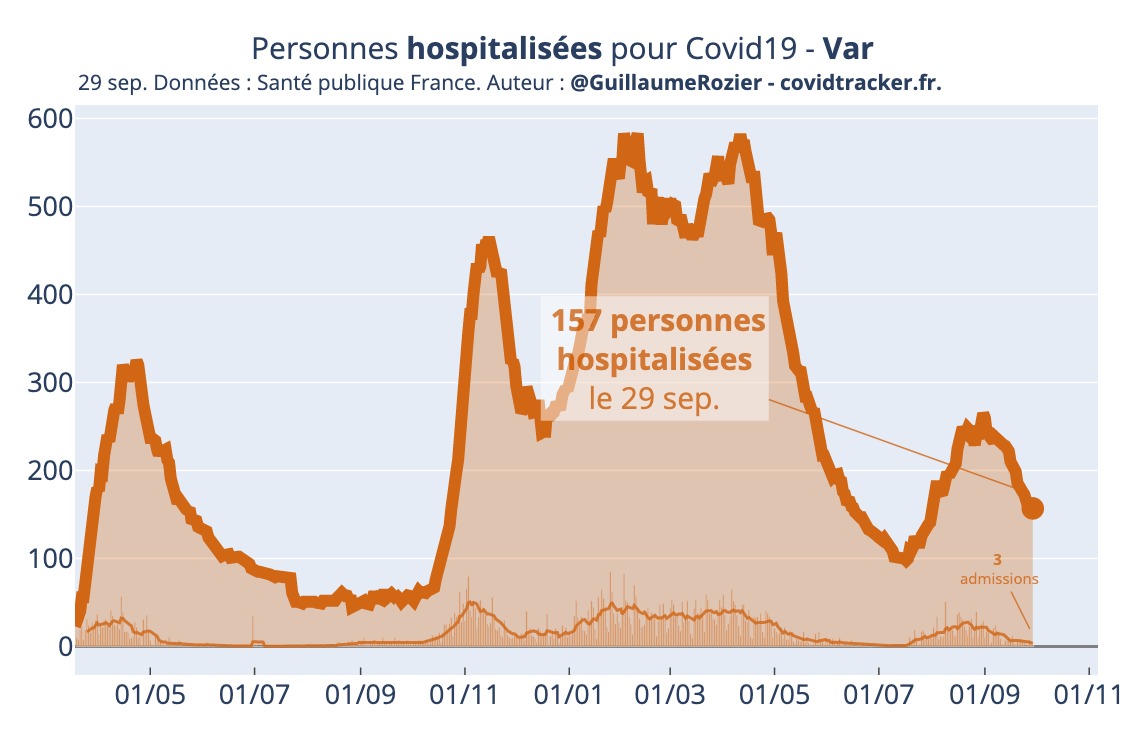 Personnes hospitalisées pour Covid19 - Var
29 sep. Données : Santé publique France. Auteur : @GuillaumeRozier - covidtracker.fr.
600
500
400
300
200
100
0
157 personnes
hospitalisées
le 29 sep.
3
admissions
01/05 01/07 01/09 01/11 01/01 01/03 01/05 01/07 01/09 01/11